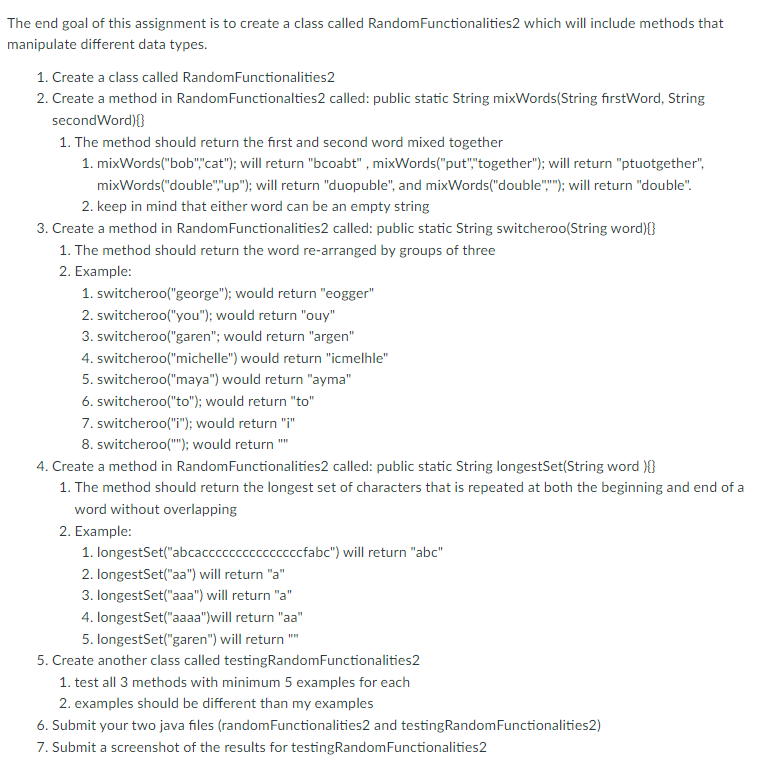 The end goal of this assignment is to create a class called RandomFunctionalities2 which will include methods that
manipulate different data types.
1. Create a class called RandomFunctionalities2
2. Create a method in RandomFunctionalties2 called: public static String mixWords(String firstWord, String
secondWord){}
1. The method should return the first and second word mixed together
1. mixWords("bob","cat"); will return "bcoabt" , mixWords("put","together"); will return "ptuotgether",
mixWords("double","up"); will return "duopuble", and mixWords("double",""); will return "double".
2. keep in mind that either word can be an empty string
3. Create a method in RandomFunctionalities2 called: public static String switcheroo(String word){}
1. The method should return the word re-arranged by groups of three
2. Example:
1. switcheroo("george"); would return "eogger"
2. switcheroo("you"); would return "ouy"
3. switcheroo("garen"; would return "argen"
4. switcheroo("michelle") would return "icmelhle"
5. switcheroo("maya") would return "ayma"
6. switcheroo("to"); would return "to"
7. switcheroo("i"); would return "i"
8. switcheroo(""); would return ""
4. Create a method in RandomFunctionalities2 called: public static String longestSet(String word ){}
1. The method should return the longest set of characters that is repeated at both the beginning and end of a
word without overlapping
2. Example:
1. longestSet("abcacccccccccccccccfabc") will return "abc"
2. longestSet("aa") will return "a"
3. longestSet("aaa") will return "a"
4. longestSet("aaaa")will return "aa"
5. longestSet("garen") will return ""
5. Create another class called testingRandomFunctionalities2
1. test all 3 methods with minimum 5 examples for each
2. examples should be different than my examples
6. Submit your two java files (randomFunctionalities2 and testingRandomFunctionalities2)
7. Submit a screenshot of the results for testingRandomFunctionalities2